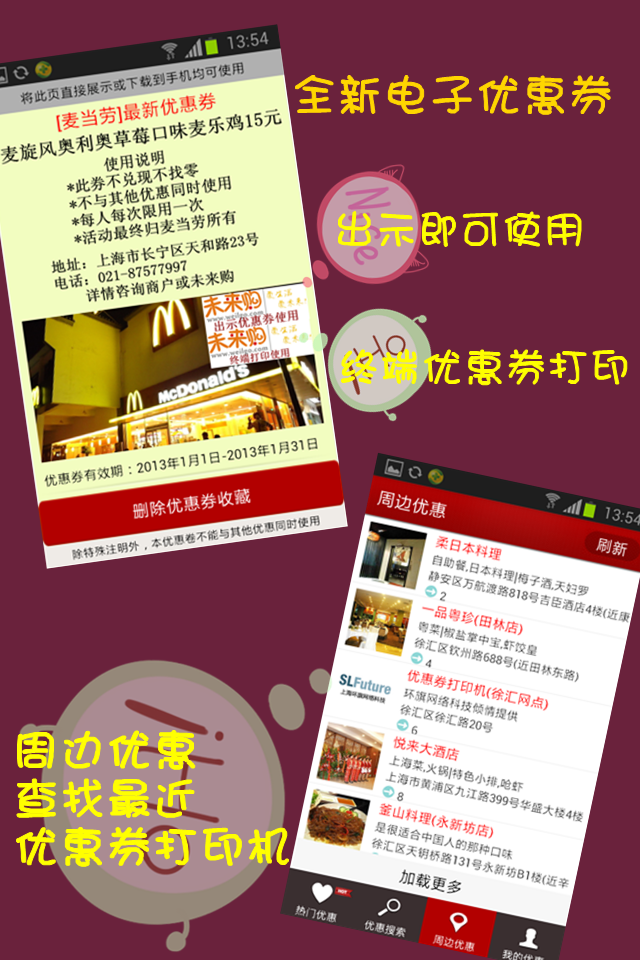 13:54
将此页直接展示或下载到手机均可使用
[麦当劳]最新优惠券
麦旋风奥利奥草莓口味麦乐鸡15元
使用说明
*此券不兑现不找零
*不与其他优惠同时使用
*每人每次限用一次
*活动最终归麦当劳所有
地址：上海市长宁区天和路23号
电话：021-87577997
详情咨询商户或未来购
未来购
www.weilgo.com
出示优惠券使用
未来购
www.weilgo.com
终端打印使用
McDonald's
优惠券有效期：2013年1月1日-2013年1月31日
删除优惠券收藏
除特殊注明外，本优惠卷不能与其他优惠同时使用
全新电子优惠券
Nose
出示即可使用
终端优惠券打印
13:54
周边优惠
刷新
柔日本料理
自助餐,日本料理|梅子酒,天妇罗
静安区万航渡路818号吉臣酒店4楼(近康
2
一品粤珍(田林店)
粤菜|椒盐掌中宝,虾饺皇
徐汇区钦州路688号(近田林东路)
4
SLFuture
上海环旗网络科技
优惠券打印机(徐汇网点)
环旗网络科技倾情提供
徐汇区徐汇路20号
6
悦来大酒店
上海菜,火锅|特色小排,呛虾
上海市黄浦区九江路399号华盛大楼4楼
8
釜山料理(永新坊店)
是很适合中国人的那种口味
徐汇区天钥桥路131号永新坊B1楼(近辛
加载更多
HOT
热门优惠
优惠搜索
周边优惠
我的优惠
周边优惠
查找最近
优惠券打印机